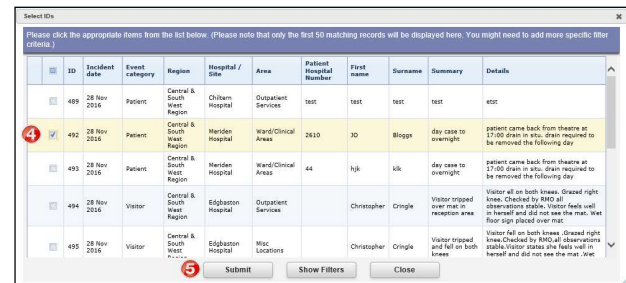 Select IDs
Please click the appropriate items from the list below. (Please note that only the first 50 matching records will be displayed here. You might need to add more specific filter
criteria.)
ID Incident date Event category Region Hospital / Site Area Patient Hospital Number First name Surname Summary Details
489 28 Nov 2016 Patient Central & South West Region Chiltern Hospital Outpatient Services test test test test etst
4 492 28 Nov 2016 Patient Central & South West Region Meriden Hospital Ward/Clinical Areas 2610 JO Bloggs day case to overnight patient came back from theatre at 17:00 drain in situ. drain required to be removed the following day
493 28 Nov 2016 Patient Central & South West Region Meriden Hospital Ward/Clinical Areas 44 hjk klk day case to overnight patient came back from theatre at 17:00 drain in situ. drain required to be removed the following day
494 28 Nov 2016 Visitor Central & South West Region Edgbaston Hospital Outpatient Services Christopher Cringle Visitor tripped over mat in reception area Visitor ell on both knees. Grazed right knee. Checked by RMO all observations stable. Visitor feels well in herself and did not see the mat. Wet floor sign placed over mat
495 28 Nov 2016 Visitor Central & South West Edgbaston Hospital Misc Locations Christopher Cringle Visitor tripped and fell on both knees Visitor fell on both knees .Grazed right knee.Checked by RMO,all observations stable.Visitor states she feels well in herself and did not see the mat .Wet
5 Submit Show Filters Close